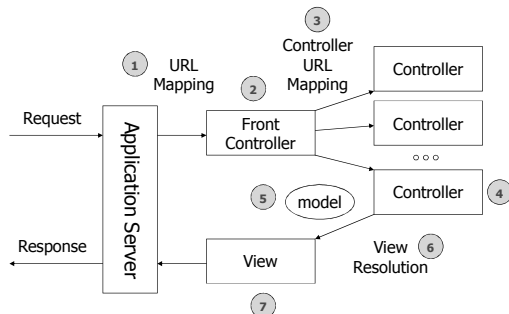 3
Controller
URL
Mapping
1
URL
Mapping
2
Controller
Request
Application Server
Front
Controller
Controller
○○○
5
model
Controller
4
Response
View
View
Resolution
6
7